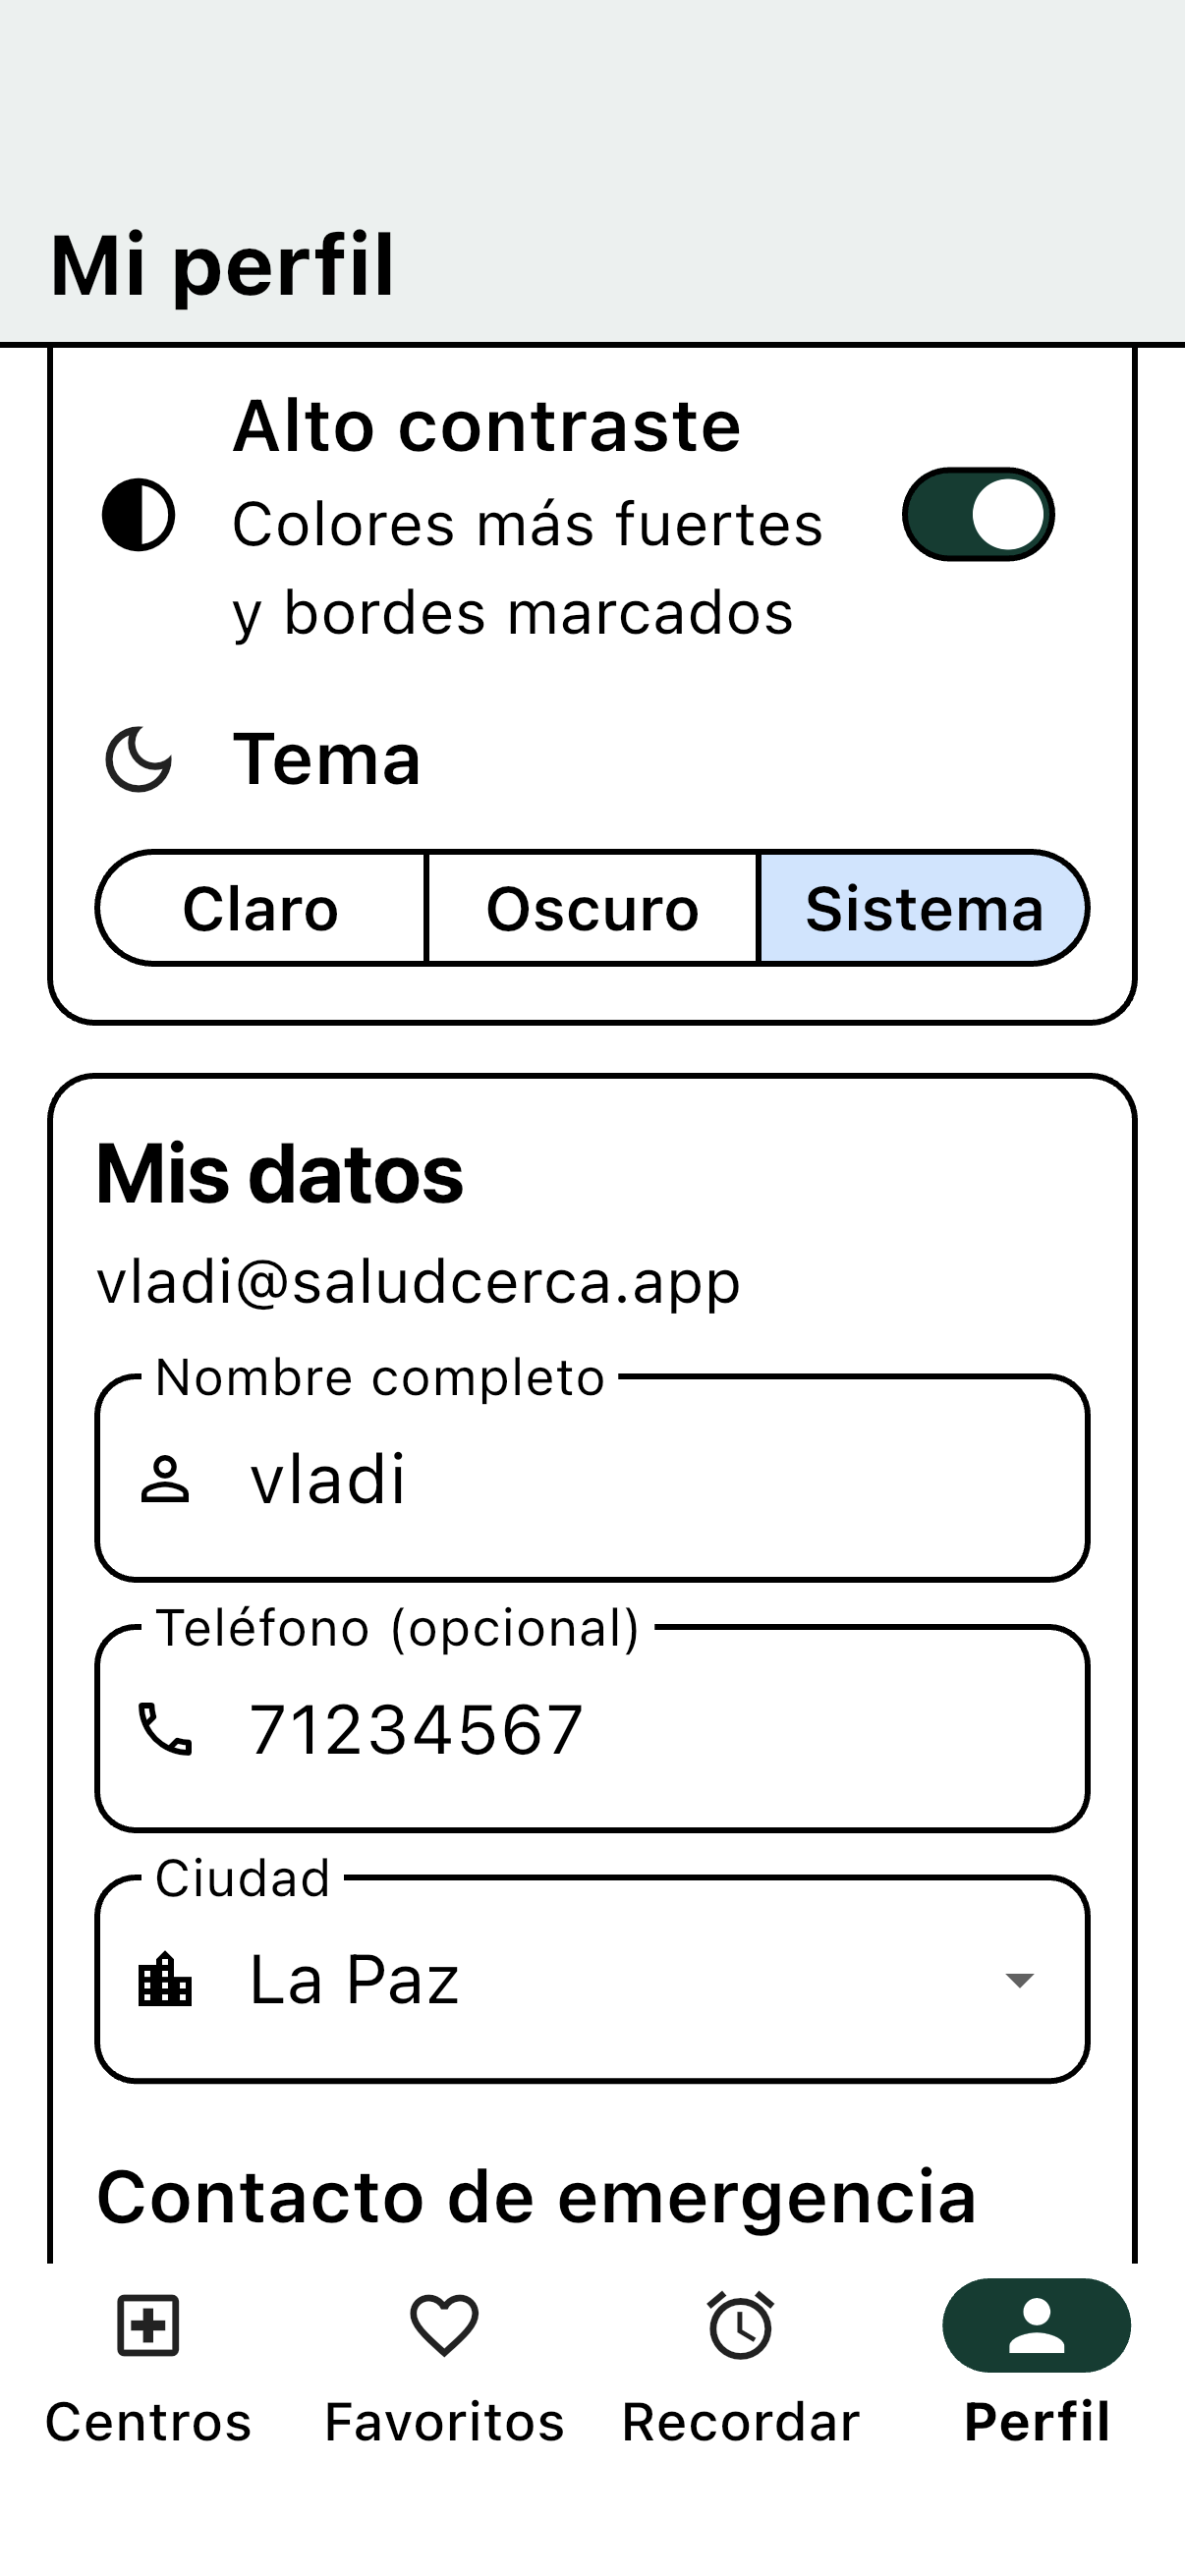 Mi perfil
Alto contraste
Colores más fuertes
y bordes marcados
Tema
Claro
Oscuro
Sistema
Mis datos
vladi@saludcerca.app
Nombre completo
vladi
Teléfono (opcional)
71234567
Ciudad
La Paz
Contacto de emergencia
Centros
Favoritos
Recordar
Perfil